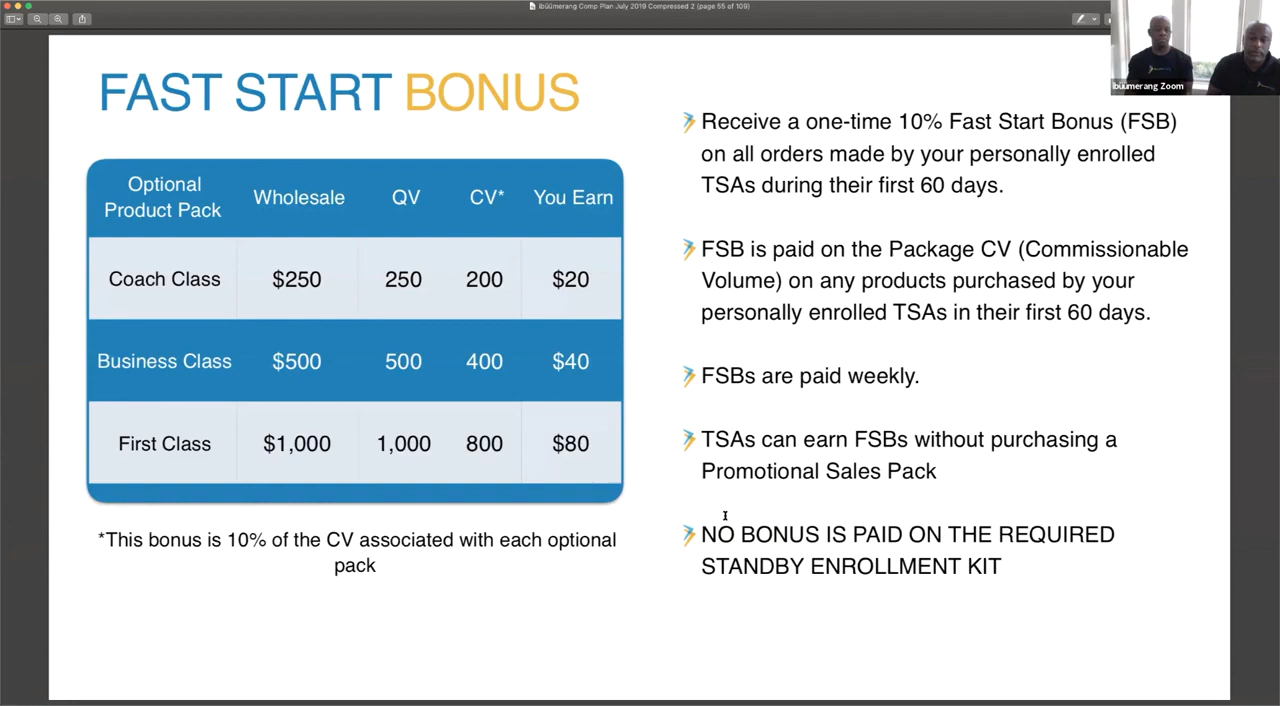 ibüümerang Comp Plan July 2019 Compressed 2 (page 55 of 109)
ibüümerang Zoom
FAST START BONUS
Optional Product Pack Wholesale QV CV* You Earn
Coach Class $250 250 200 $20
Business Class $500 500 400 $40
First Class $1,000 1,000 800 $80
*This bonus is 10% of the CV associated with each optional
pack
Receive a one-time 10% Fast Start Bonus (FSB)
on all orders made by your personally enrolled
TSAs during their first 60 days.
FSB is paid on the Package CV (Commissionable
Volume) on any products purchased by your
personally enrolled TSAs in their first 60 days.
FSBs are paid weekly.
TSAs can earn FSBs without purchasing a
Promotional Sales Pack
NO BONUS IS PAID ON THE REQUIRED
STANDBY ENROLLMENT KIT